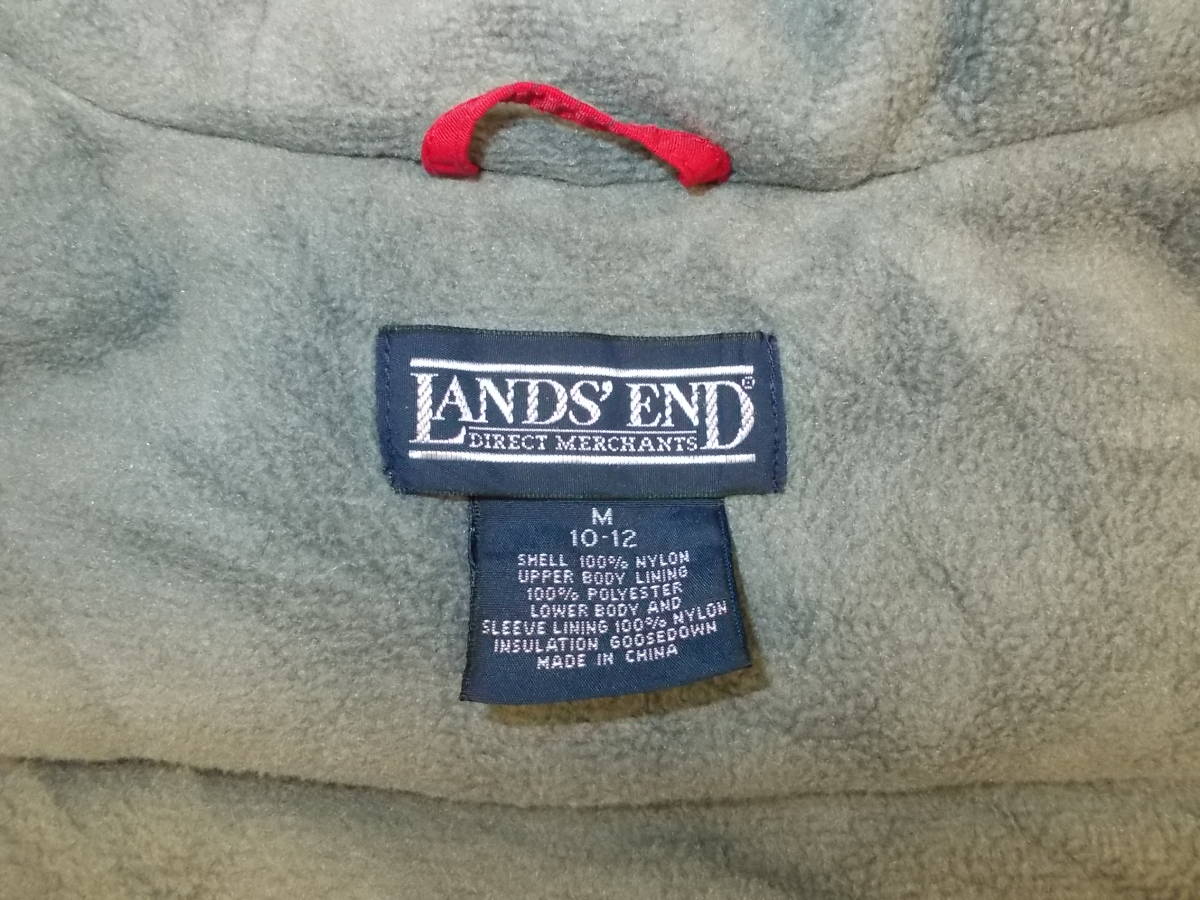 LANDS' END®
DIRECT MERCHANTS
M
10-12
SHELL 100% NYLON
UPPER BODY LINING
100% POLYESTER
LOWER BODY AND
SLEEVE LINING 100% NYLON
INSULATION GOOSEDOWN
MADE IN CHINA